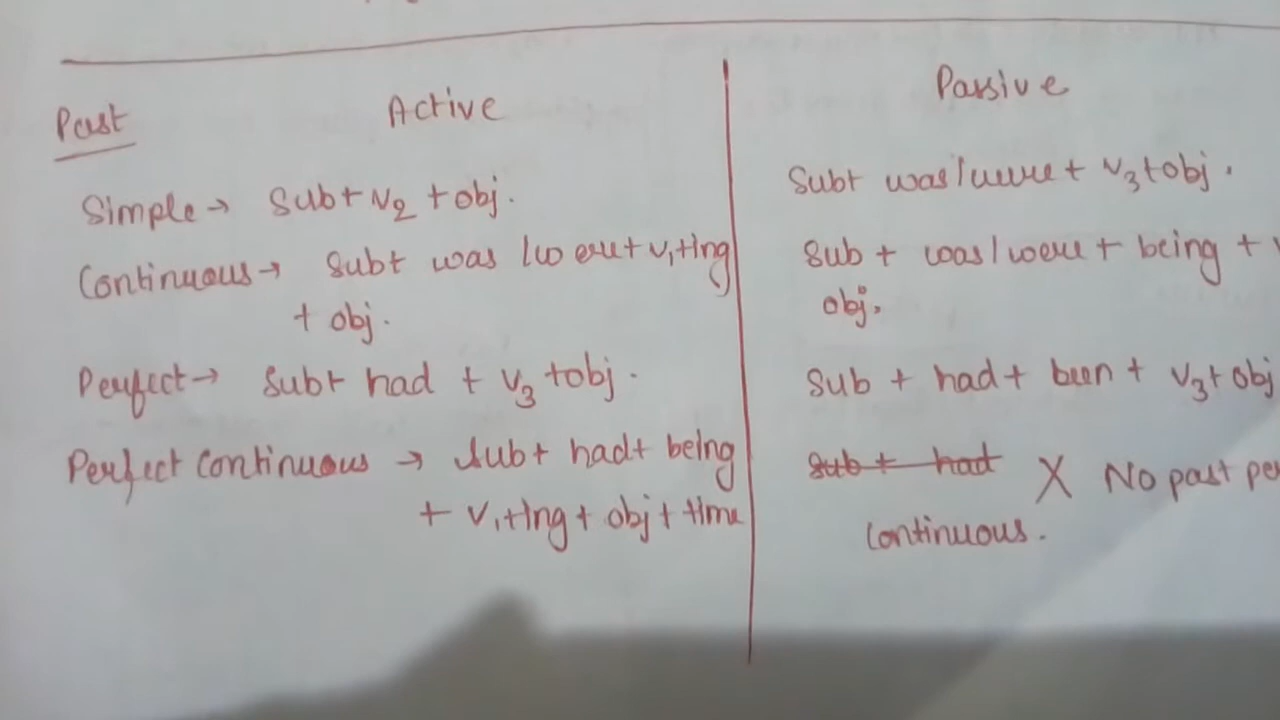 Past Active
Simple → Sub + V2 + obj.
Continuous → Sub + was / were + V1 + ing
+ obj.
Perfect → Sub + had + V3 + obj.
Perfect continuous → Sub + had + being
+ V1 + ing + obj + time
Passive
Sub + was / were + V3 + obj.
Sub + was / were + being +
obj.
Sub + had + been + V3 + obj
Sub + had X No past
continuous.